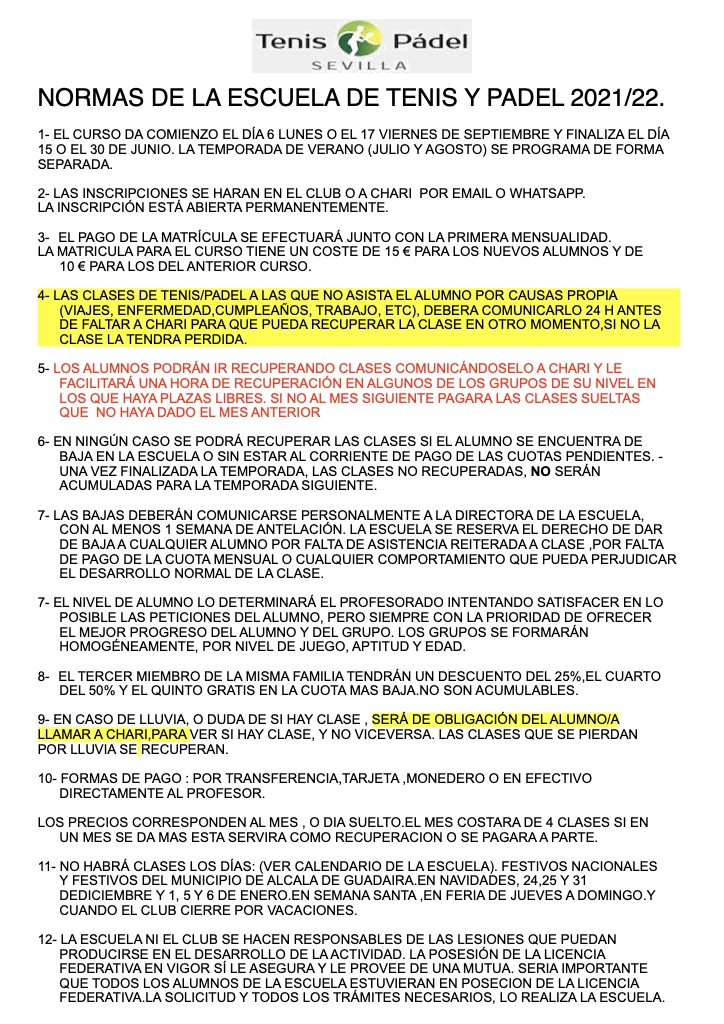 Tenis Pádel
SEVILLA
NORMAS DE LA ESCUELA DE TENIS Y PADEL 2021/22.
1- EL CURSO DA COMIENZO EL DÍA 6 LUNES O EL 17 VIERNES DE SEPTIEMBRE Y FINALIZA EL DÍA
15 O EL 30 DE JUNIO. LA TEMPORADA DE VERANO (JULIO Y AGOSTO) SE PROGRAMA DE FORMA
SEPARADA.
2- LAS INSCRIPCIONES SE HARAN EN EL CLUB O A CHARI POR EMAIL O WHATSAPP.
LA INSCRIPCIÓN ESTÁ ABIERTA PERMANENTEMENTE.
3- EL PAGO DE LA MATRÍCULA SE EFECTUARÁ JUNTO CON LA PRIMERA MENSUALIDAD.
LA MATRICULA PARA EL CURSO TIENE UN COSTE DE 15 € PARA LOS NUEVOS ALUMNOS Y DE
10 € PARA LOS DEL ANTERIOR CURSO.
4- LAS CLASES DE TENIS/PADEL A LAS QUE NO ASISTA EL ALUMNO POR CAUSAS PROPIA
(VIAJES, ENFERMEDAD,CUMPLEAÑOS, TRABAJO, ETC), DEBERA COMUNICARLO 24 H ANTES
DE FALTAR A CHARI PARA QUE PUEDA RECUPERAR LA CLASE EN OTRO MOMENTO,SI NO LA
CLASE LA TENDRA PERDIDA.
5- LOS ALUMNOS PODRÁN IR RECUPERANDO CLASES COMUNICÁNDOSELO A CHARI Y LE
FACILITARÁ UNA HORA DE RECUPERACIÓN EN ALGUNOS DE LOS GRUPOS DE SU NIVEL EN
LOS QUE HAYA PLAZAS LIBRES. SI NO AL MES SIGUIENTE PAGARA LAS CLASES SUELTAS
QUE NO HAYA DADO EL MES ANTERIOR
6- EN NINGÚN CASO SE PODRÁ RECUPERAR LAS CLASES SI EL ALUMNO SE ENCUENTRA DE
BAJA EN LA ESCUELA O SIN ESTAR AL CORRIENTE DE PAGO DE LAS CUOTAS PENDIENTES. -
UNA VEZ FINALIZADA LA TEMPORADA, LAS CLASES NO RECUPERADAS, NO SERÁN
ACUMULADAS PARA LA TEMPORADA SIGUIENTE.
7- LAS BAJAS DEBERÁN COMUNICARSE PERSONALMENTE A LA DIRECTORA DE LA ESCUELA,
CON AL MENOS 1 SEMANA DE ANTELACIÓN. LA ESCUELA SE RESERVA EL DERECHO DE DAR
DE BAJA A CUALQUIER ALUMNO POR FALTA DE ASISTENCIA REITERADA A CLASE ,POR FALTA
DE PAGO DE LA CUOTA MENSUAL O CUALQUIER COMPORTAMIENTO QUE PUEDA PERJUDICAR
EL DESARROLLO NORMAL DE LA CLASE.
7- EL NIVEL DE ALUMNO LO DETERMINARÁ EL PROFESORADO INTENTANDO SATISFACER EN LO
POSIBLE LAS PETICIONES DEL ALUMNO, PERO SIEMPRE CON LA PRIORIDAD DE OFRECER
EL MEJOR PROGRESO DEL ALUMNO Y DEL GRUPO. LOS GRUPOS SE FORMARÁN
HOMOGÉNEAMENTE, POR NIVEL DE JUEGO, APTITUD Y EDAD.
8- EL TERCER MIEMBRO DE LA MISMA FAMILIA TENDRÁN UN DESCUENTO DEL 25%,EL CUARTO
DEL 50% Y EL QUINTO GRATIS EN LA CUOTA MAS BAJA.NO SON ACUMULABLES.
9- EN CASO DE LLUVIA, O DUDA DE SI HAY CLASE , SERÁ DE OBLIGACIÓN DEL ALUMNO/A
LLAMAR A CHARI,PARA VER SI HAY CLASE, Y NO VICEVERSA. LAS CLASES QUE SE PIERDAN
POR LLUVIA SE RECUPERAN.
10- FORMAS DE PAGO : POR TRANSFERENCIA,TARJETA ,MONEDERO O EN EFECTIVO
DIRECTAMENTE AL PROFESOR.
LOS PRECIOS CORRESPONDEN AL MES , O DIA SUELTO.EL MES COSTARA DE 4 CLASES SI EN
UN MES SE DA MAS ESTA SERVIRA COMO RECUPERACION O SE PAGARA A PARTE.
11- NO HABRÁ CLASES LOS DÍAS: (VER CALENDARIO DE LA ESCUELA). FESTIVOS NACIONALES
Y FESTIVOS DEL MUNICIPIO DE ALCALA DE GUADAIRA.EN NAVIDADES, 24,25 Y 31
DEDICIEMBRE Y 1, 5 Y 6 DE ENERO.EN SEMANA SANTA ,EN FERIA DE JUEVES A DOMINGO.Y
CUANDO EL CLUB CIERRE POR VACACIONES.
12- LA ESCUELA NI EL CLUB SE HACEN RESPONSABLES DE LAS LESIONES QUE PUEDAN
PRODUCIRSE EN EL DESARROLLO DE LA ACTIVIDAD. LA POSESIÓN DE LA LICENCIA
FEDERATIVA EN VIGOR SÍ LE ASEGURA Y LE PROVEE DE UNA MUTUA. SERIA IMPORTANTE
QUE TODOS LOS ALUMNOS DE LA ESCUELA ESTUVIERAN EN POSECION DE LA LICENCIA
FEDERATIVA.LA SOLICITUD Y TODOS LOS TRÁMITES NECESARIOS, LO REALIZA LA ESCUELA.